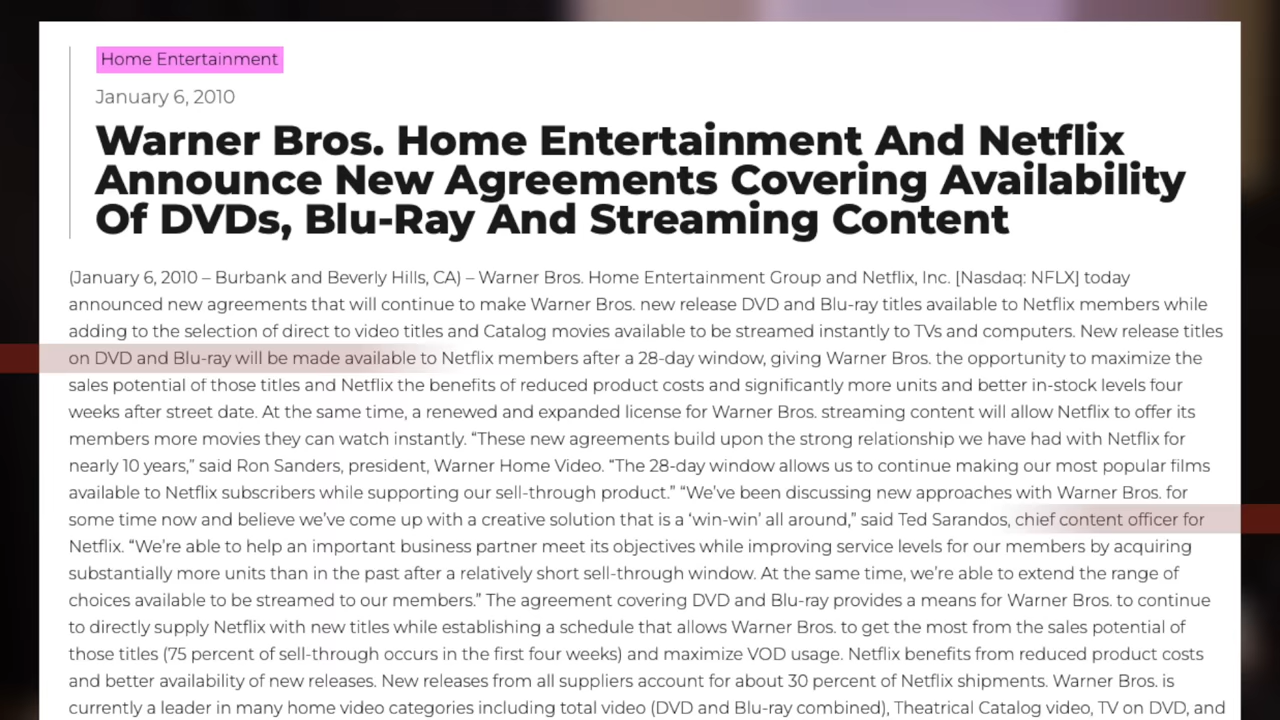 Home Entertainment
January 6, 2010
Warner Bros. Home Entertainment And Netflix
Announce New Agreements Covering Availability
Of DVDs, Blu-Ray And Streaming Content
(January 6, 2010 – Burbank and Beverly Hills, CA) – Warner Bros. Home Entertainment Group and Netflix, Inc. [Nasdaq: NFLX] today
announced new agreements that will continue to make Warner Bros. new release DVD and Blu-ray titles available to Netflix members while
adding to the selection of direct to video titles and Catalog movies available to be streamed instantly to TVs and computers. New release titles
on DVD and Blu-ray will be made available to Netflix members after a 28-day window, giving Warner Bros. the opportunity to maximize the
sales potential of those titles and Netflix the benefits of reduced product costs and significantly more units and better in-stock levels four
weeks after street date. At the same time, a renewed and expanded license for Warner Bros. streaming content will allow Netflix to offer its
members more movies they can watch instantly. “These new agreements build upon the strong relationship we have had with Netflix for
nearly 10 years,” said Ron Sanders, president, Warner Home Video. “The 28-day window allows us to continue making our most popular films
available to Netflix subscribers while supporting our sell-through product.” “We’ve been discussing new approaches with Warner Bros. for
some time now and believe we’ve come up with a creative solution that is a ‘win-win’ all around,” said Ted Sarandos, chief content officer for
Netflix. “We’re able to help an important business partner meet its objectives while improving service levels for our members by acquiring
substantially more units than in the past after a relatively short sell-through window. At the same time, we’re able to extend the range of
choices available to be streamed to our members.” The agreement covering DVD and Blu-ray provides a means for Warner Bros. to continue
to directly supply Netflix with new titles while establishing a schedule that allows Warner Bros. to get the most from the sales potential of
those titles (75 percent of sell-through occurs in the first four weeks) and maximize VOD usage. Netflix benefits from reduced product costs
and better availability of new releases. New releases from all suppliers account for about 30 percent of Netflix shipments. Warner Bros. is
currently a leader in many home video categories including total video (DVD and Blu-ray combined), Theatrical Catalog video, TV on DVD, and